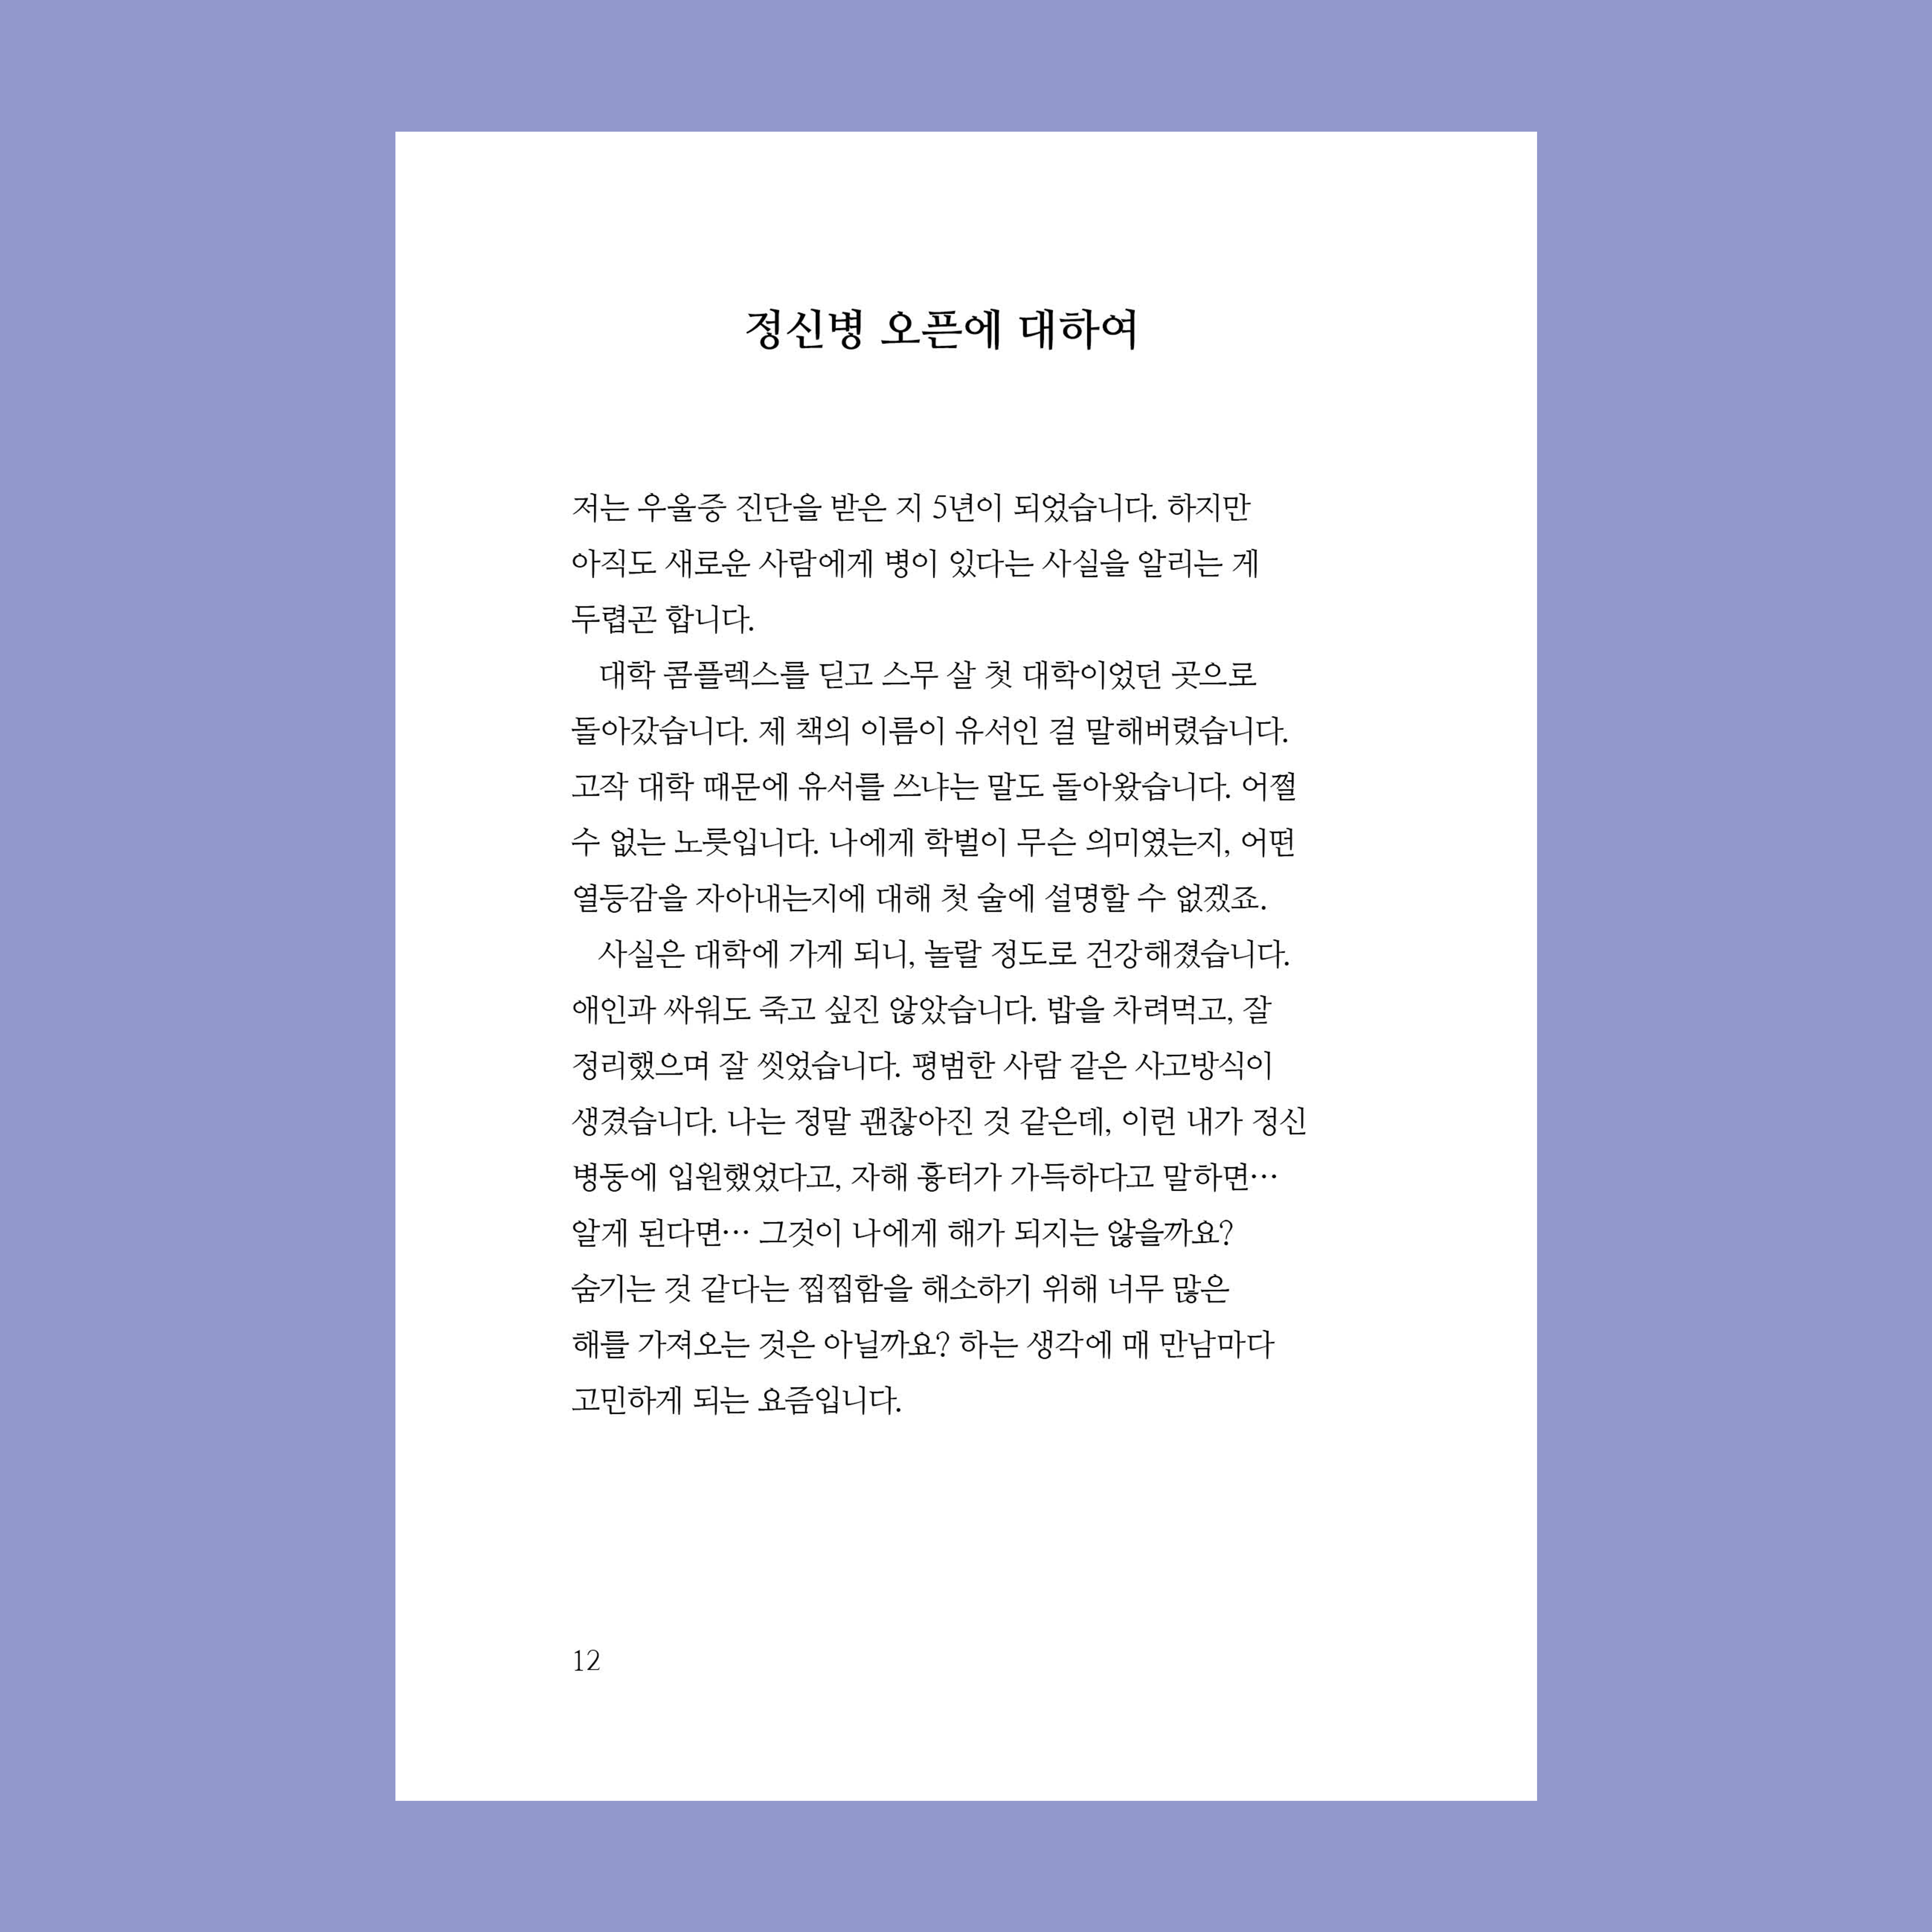 정신병 오픈에 대하여
저는 우울증 진단을 받은 지 5년이 되었습니다. 하지만
아직도 새로운 사람에게 병이 있다는 사실을 알리는 게
두렵곤 합니다.
대학 콤플렉스를 딛고 스무 살 첫 대학이었던 곳으로
돌아갔습니다. 제 책의 이름이 유서인 걸 말해버렸습니다.
고작 대학 때문에 유서를 쓰냐는 말도 돌아왔습니다. 어쩔
수 없는 노릇입니다. 나에게 학벌이 무슨 의미였는지, 어떤
열등감을 자아내는지에 대해 첫 술에 설명할 수 없겠죠.
사실은 대학에 가게 되니, 놀랄 정도로 건강해졌습니다.
애인과 싸워도 죽고 싶진 않았습니다. 밥을 차려먹고, 잘
정리했으며 잘 씻었습니다. 평범한 사람 같은 사고방식이
생겼습니다. 나는 정말 괜찮아진 것 같은데, 이런 내가 정신
병동에 입원했었다고, 자해 흉터가 가득하다고 말하면…
알게 된다면… 그것이 나에게 해가 되지는 않을까요?
숨기는 것 같다는 찝찝함을 해소하기 위해 너무 많은
해를 가져오는 것은 아닐까요? 하는 생각에 매 만남마다
고민하게 되는 요즘입니다.
12